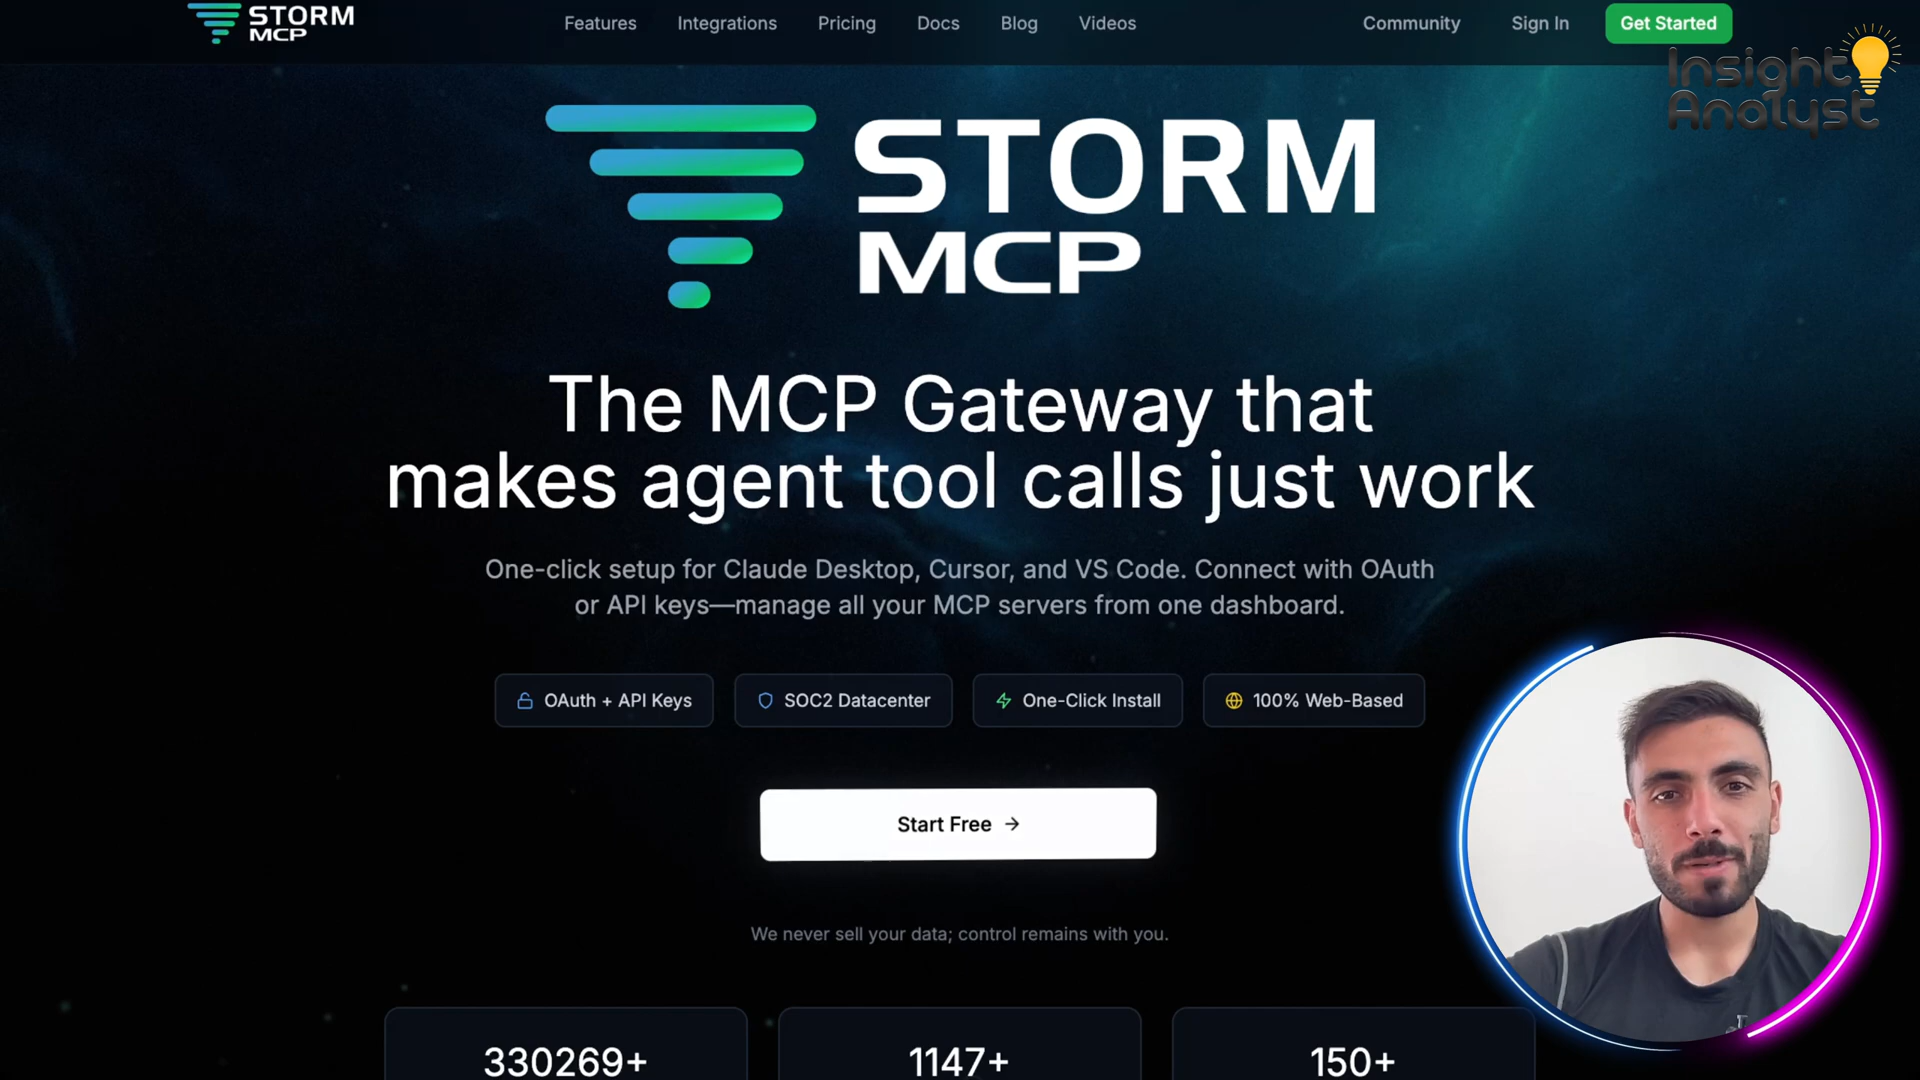 STORM
MCP
Features
Integrations
Pricing
Docs
Blog
Videos
Community
Sign In
Get Started
Insight
Analyst
STORM
MCP
The MCP Gateway that
makes agent tool calls just work
One-click setup for Claude Desktop, Cursor, and VS Code. Connect with OAuth
or API keys—manage all your MCP servers from one dashboard.
OAuth + API Keys
SOC2 Datacenter
One-Click Install
100% Web-Based
Start Free →
We never sell your data; control remains with you.
330269+
1147+
150+